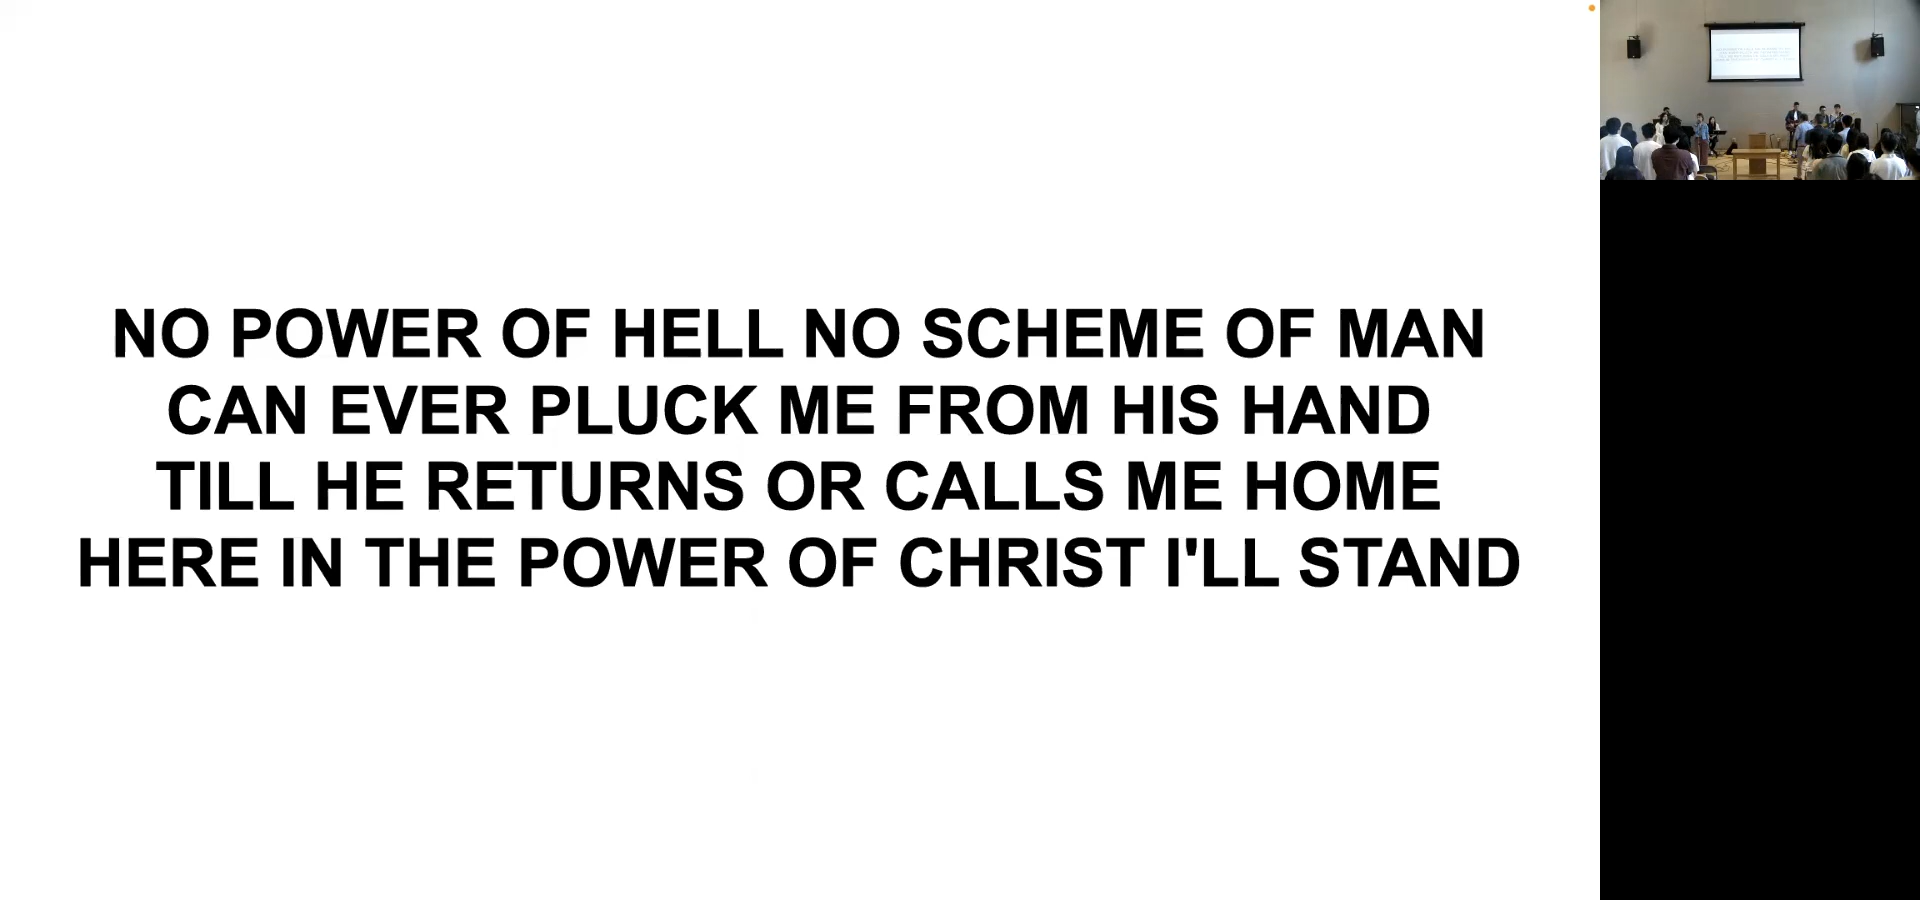 NO POWER OF HELL NO SCHEME OF MAN
CAN EVER PLUCK ME FROM HIS HAND
TILL HE RETURNS OR CALLS ME HOME
HERE IN THE POWER OF CHRIST I'LL STAND